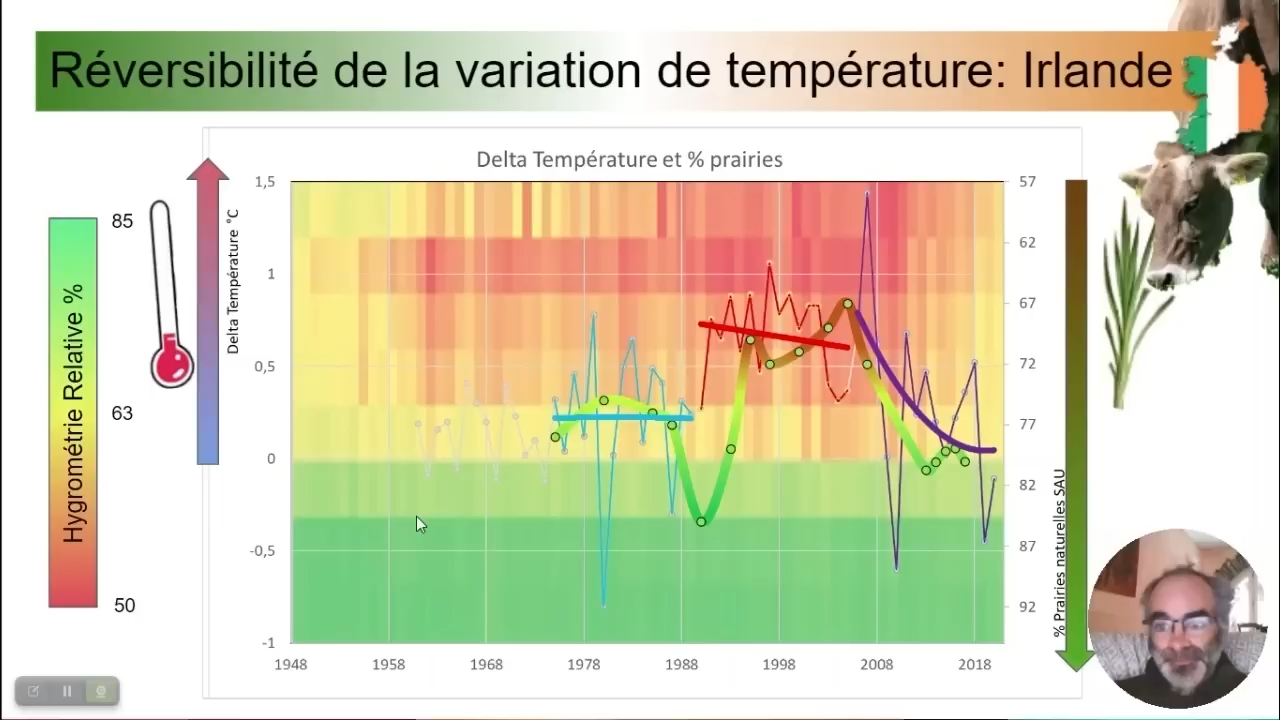 Réversibilité de la variation de température: Irlande
Delta Température et % prairies
Hygrométrie Relative %
85
63
50
Delta Température °C
1,5
1
0,5
0
-0,5
-1
57
62
67
72
77
82
87
92
% Prairies naturelles SAU
1948 1958 1968 1978 1988 1998 2008 2018